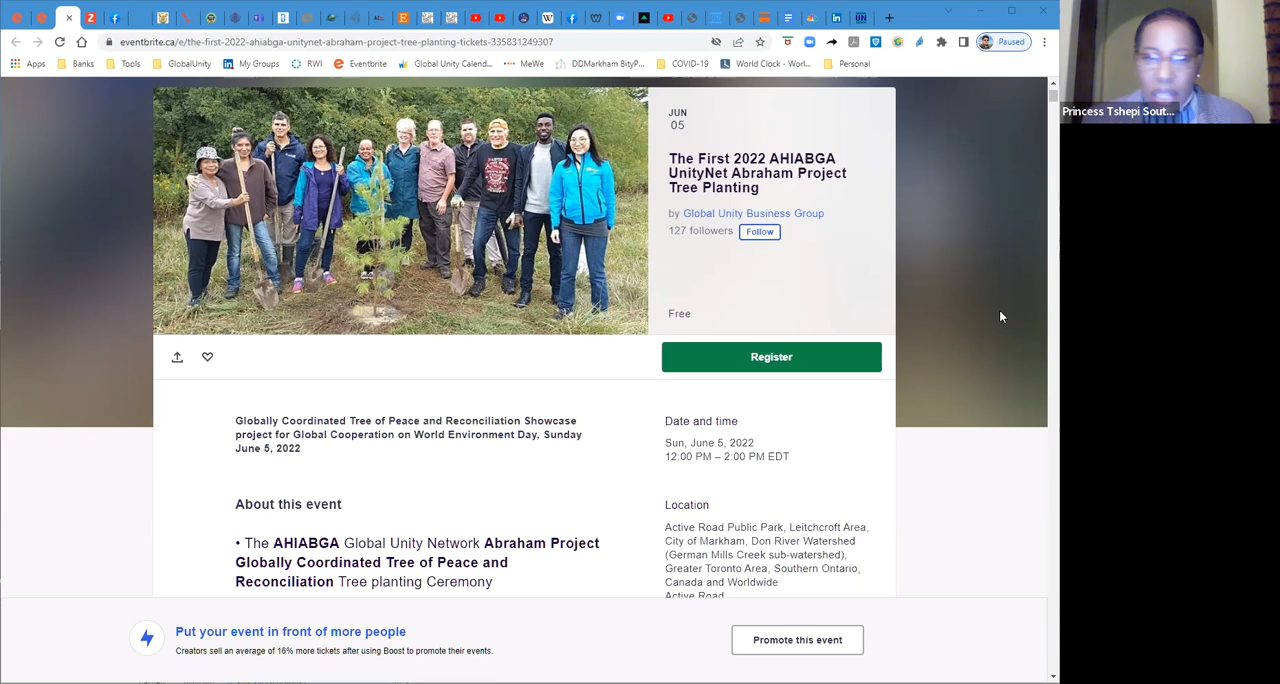 Paused
eventbrite.ca/e/the-first-2022-ahiabga-unitynet-abraham-project-tree-planting-tickets-335831249307
Apps Banks Tools GlobalUnity My Groups RWI Eventbrite Global Unity Calend... MeWe DDMarkham BityP... COVID-19 World Clock - Worl... Personal
Princess Tshepi Sout...
JUN
05
The First 2022 AHIABGA
UnityNet Abraham Project
Tree Planting
by Global Unity Business Group
127 followers Follow
Free
Register
Globally Coordinated Tree of Peace and Reconciliation Showcase
project for Global Cooperation on World Environment Day, Sunday
June 5, 2022
Date and time
Sun, June 5, 2022
12:00 PM – 2:00 PM EDT
About this event
• The AHIABGA Global Unity Network Abraham Project
Globally Coordinated Tree of Peace and
Reconciliation Tree planting Ceremony
Location
Active Road Public Park, Leitchcroft Area,
City of Markham, Don River Watershed
(German Mills Creek sub-watershed),
Greater Toronto Area, Southern Ontario,
Canada and Worldwide
Active Road
Put your event in front of more people
Creators sell an average of 16% more tickets after using Boost to promote their events.
Promote this event